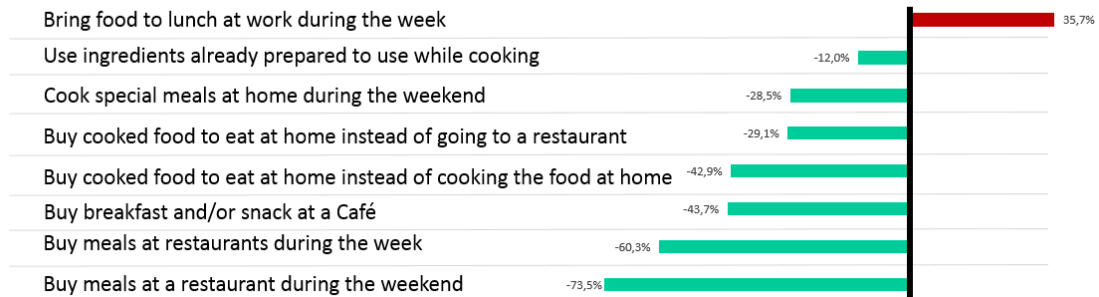 Bring food to lunch at work during the week 35,7%
Use ingredients already prepared to use while cooking -12,0%
Cook special meals at home during the weekend -28,5%
Buy cooked food to eat at home instead of going to a restaurant -29,1%
Buy cooked food to eat at home instead of cooking the food at home -42,9%
Buy breakfast and/or snack at a Café -43,7%
Buy meals at restaurants during the week -60,3%
Buy meals at a restaurant during the weekend -73,5%